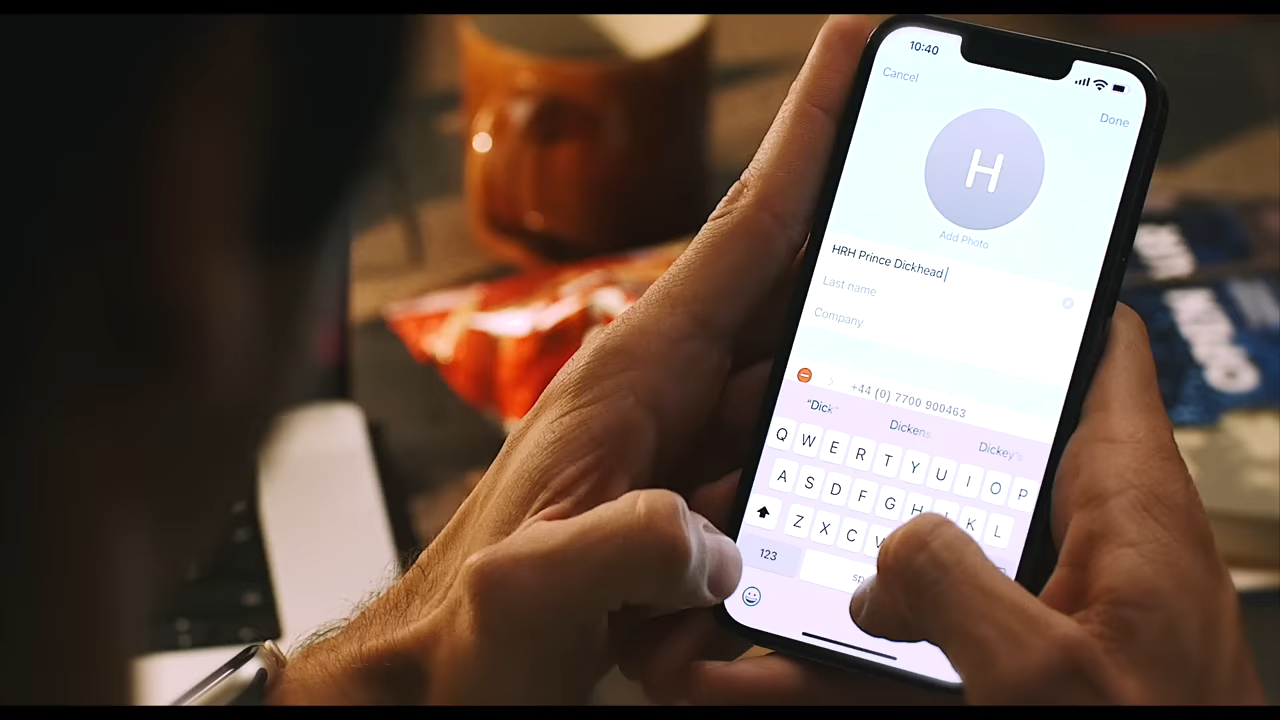 10:40
Cancel
Done
H
Add Photo
HRH Prince Dickhead
Last name
Company
+44 (0) 7700 900463
"Dick" Dickens Dickey's
Q W E R T Y U I O P
A S D F G H J K L
Z X C V
123